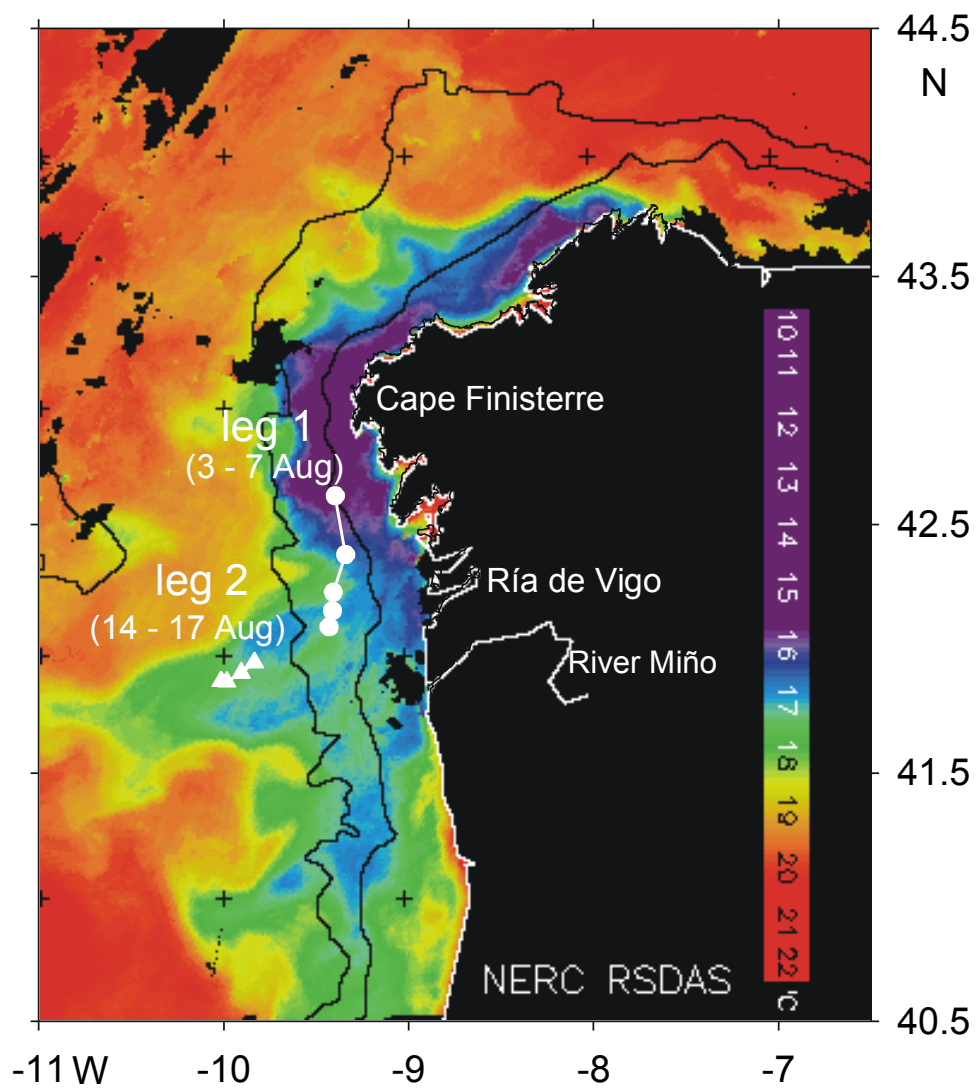 44.5
N
43.5
Cape Finisterre
leg 1
(3 - 7 Aug)
42.5
leg 2
(14 - 17 Aug)
Ría de Vigo
River Miño
41.5
40.5
10 11 12 13 14 15 16 17 18 19 20 21 22 °C
NERC RSDAS
-11 W -10 -9 -8 -7